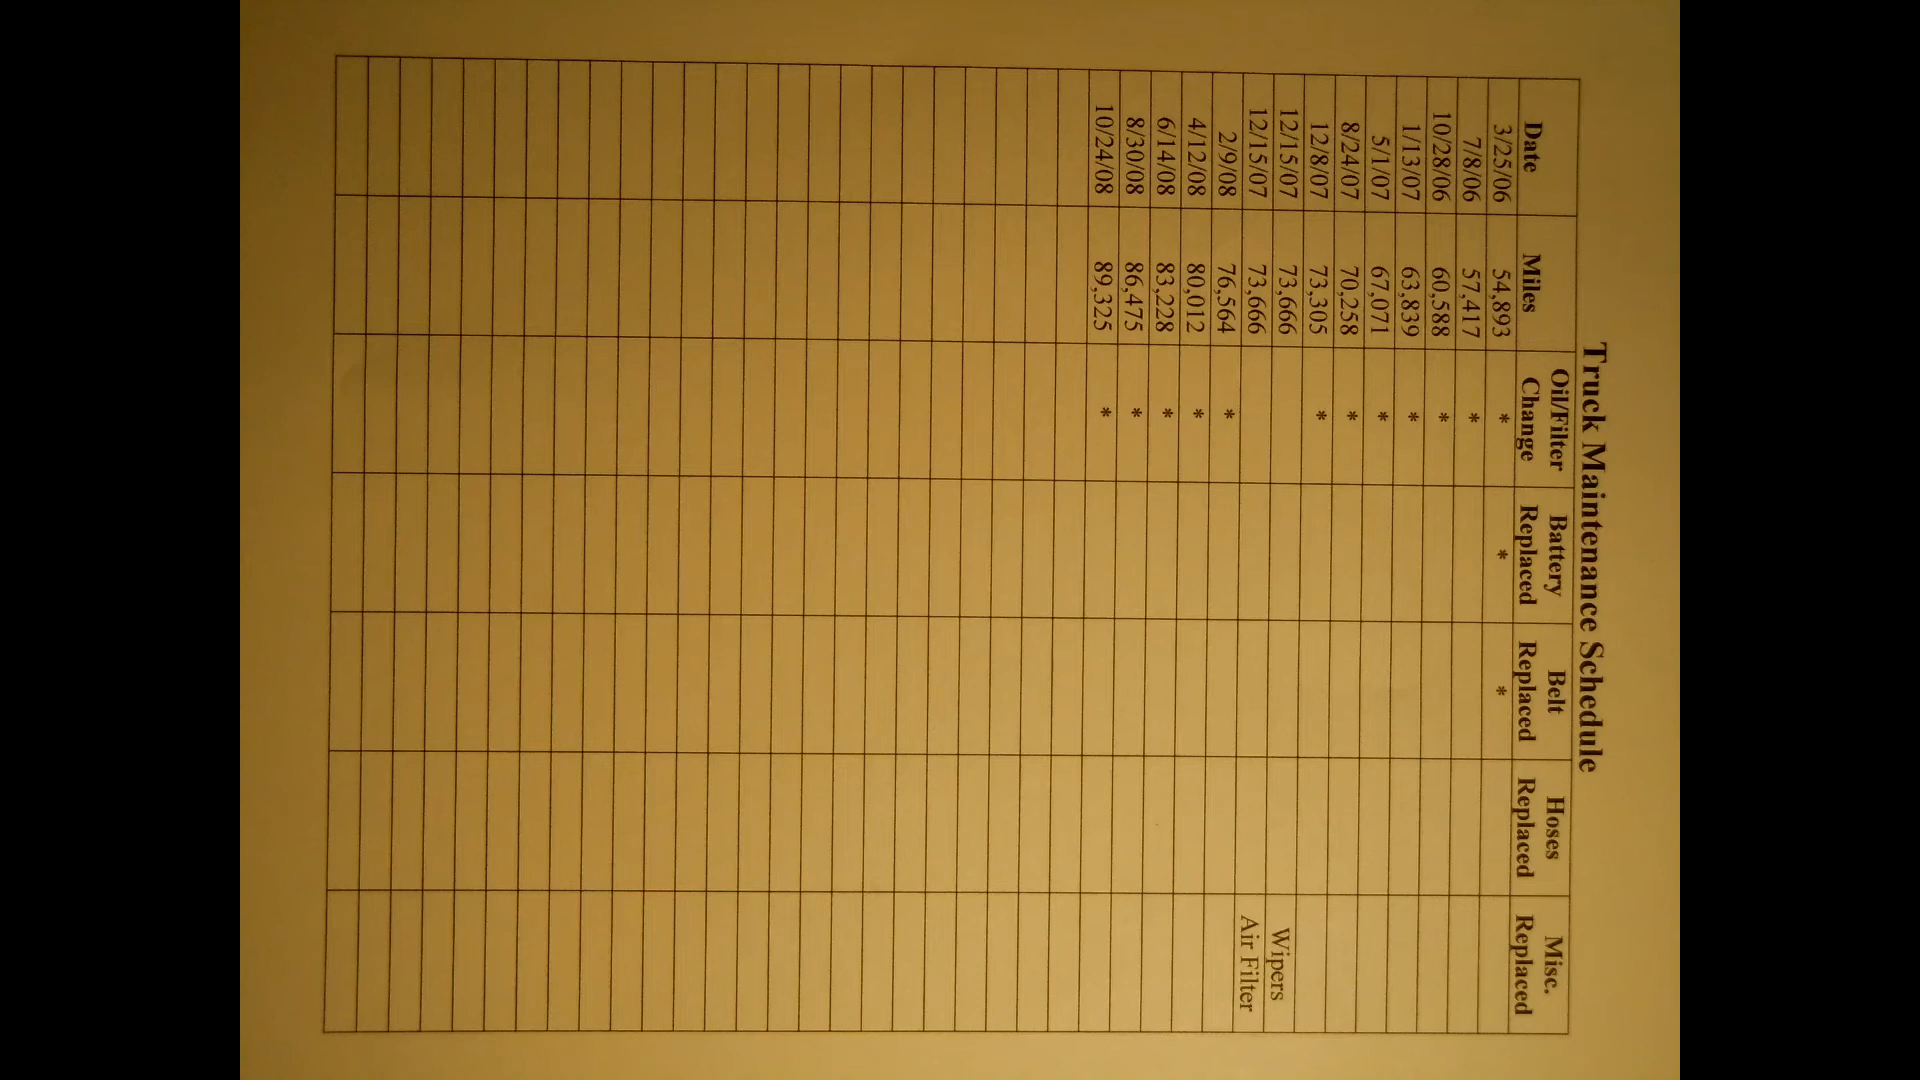 Truck Maintenance Schedule
Date Miles Oil/Filter Change Battery Replaced Belt Replaced Hoses Replaced Misc. Replaced
3/25/06 54,893 * * *
7/8/06 57,417 *
10/28/06 60,588 *
1/13/07 63,839 *
5/1/07 67,071 *
8/24/07 70,258 *
12/8/07 73,305 *
12/15/07 73,666 Wipers
12/15/07 73,666 Air Filter
2/9/08 76,564 *
4/12/08 80,012 *
6/14/08 83,228 *
8/30/08 86,475 *
10/24/08 89,325 *